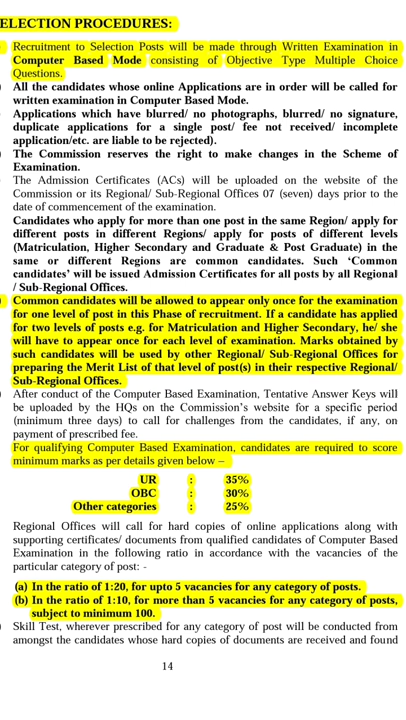 ELECTION PROCEDURES:
Recruitment to Selection Posts will be made through Written Examination in
Computer Based Mode consisting of Objective Type Multiple Choice
Questions.
All the candidates whose online Applications are in order will be called for
written examination in Computer Based Mode.
Applications which have blurred/ no photographs, blurred/ no signature,
duplicate applications for a single post/ fee not received/ incomplete
application/etc. are liable to be rejected).
The Commission reserves the right to make changes in the Scheme of
Examination.
The Admission Certificates (ACs) will be uploaded on the website of the
Commission or its Regional/ Sub-Regional Offices 07 (seven) days prior to the
date of commencement of the examination.
Candidates who apply for more than one post in the same Region/ apply for
different posts in different Regions/ apply for posts of different levels
(Matriculation, Higher Secondary and Graduate & Post Graduate) in the
same or different Regions are common candidates. Such ‘Common
candidates’ will be issued Admission Certificates for all posts by all Regional
/ Sub-Regional Offices.
Common candidates will be allowed to appear only once for the examination
for one level of post in this Phase of recruitment. If a candidate has applied
for two levels of posts e.g. for Matriculation and Higher Secondary, he/ she
will have to appear once for each level of examination. Marks obtained by
such candidates will be used by other Regional/ Sub-Regional Offices for
preparing the Merit List of that level of post(s) in their respective Regional/
Sub-Regional Offices.
After conduct of the Computer Based Examination, Tentative Answer Keys will
be uploaded by the HQs on the Commission’s website for a specific period
(minimum three days) to call for challenges from the candidates, if any, on
payment of prescribed fee.
For qualifying Computer Based Examination, candidates are required to score
minimum marks as per details given below –
UR : 35%
OBC : 30%
Other categories : 25%
Regional Offices will call for hard copies of online applications along with
supporting certificates/ documents from qualified candidates of Computer Based
Examination in the following ratio in accordance with the vacancies of the
particular category of post: -
(a) In the ratio of 1:20, for upto 5 vacancies for any category of posts.
(b) In the ratio of 1:10, for more than 5 vacancies for any category of posts,
subject to minimum 100.
Skill Test, wherever prescribed for any category of post will be conducted from
amongst the candidates whose hard copies of documents are received and found
14